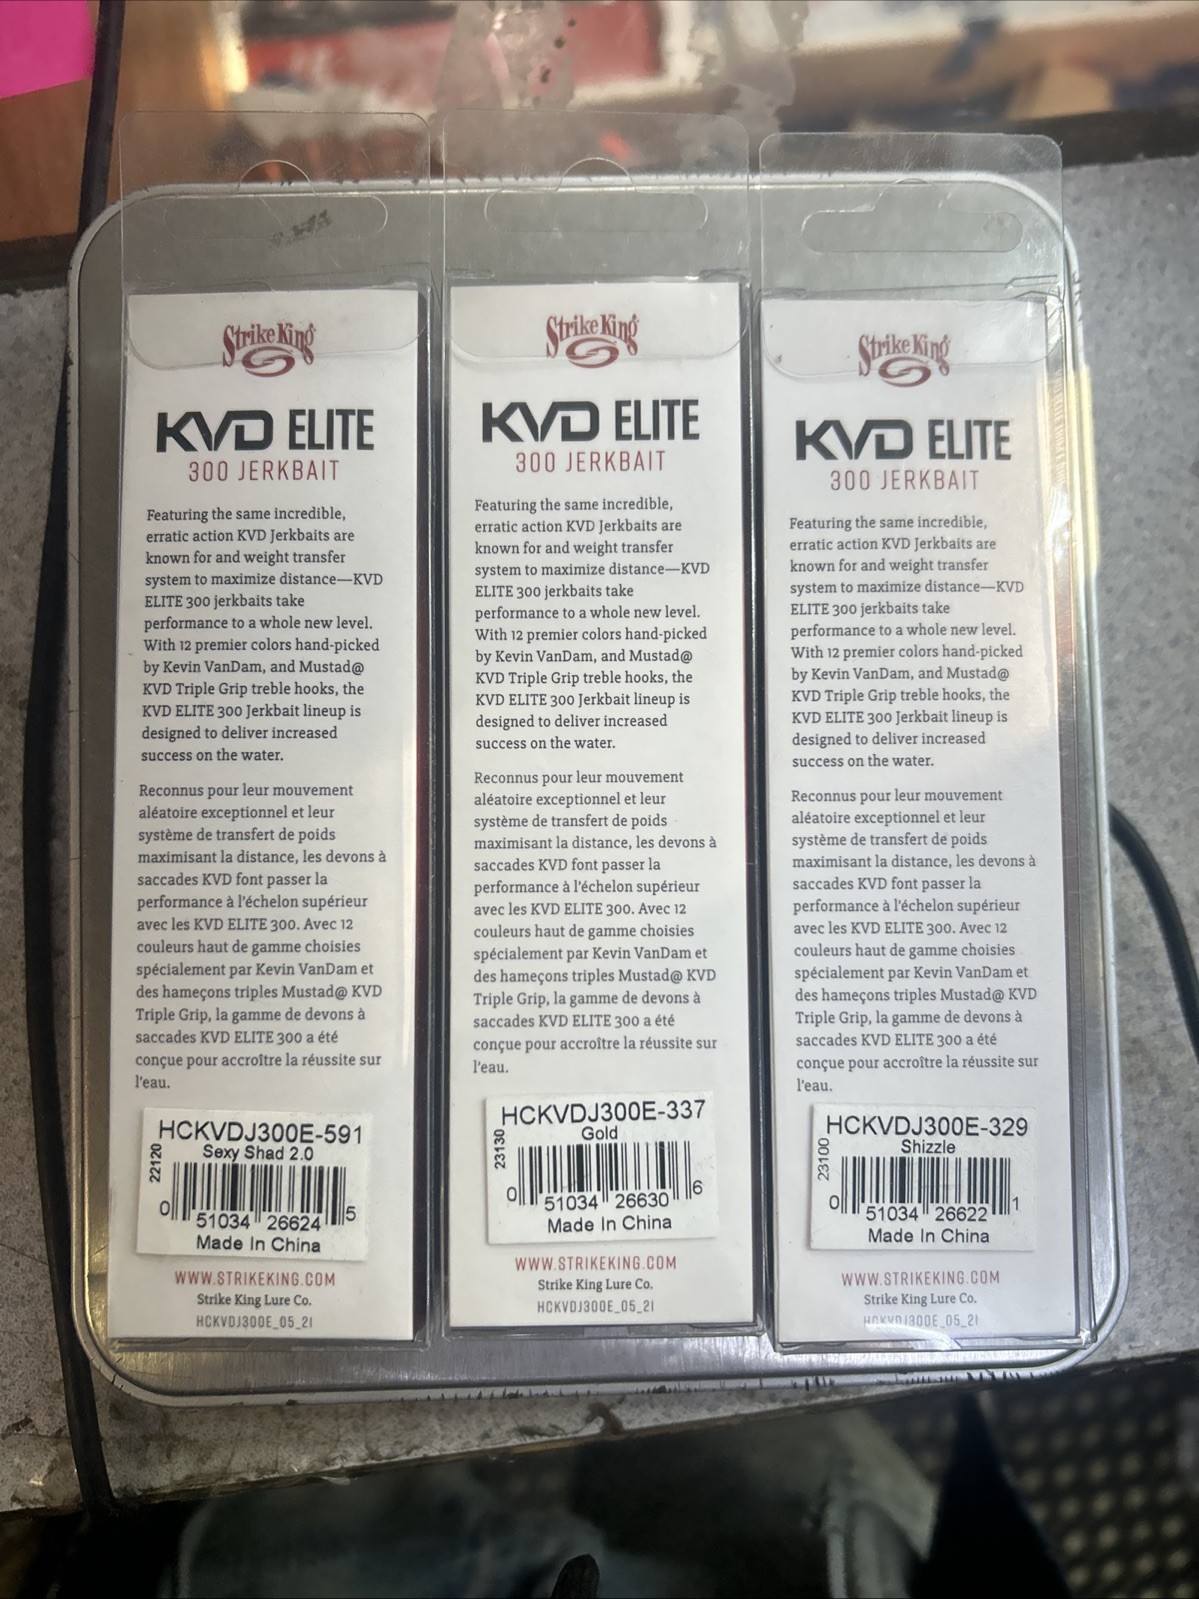 Strike King
KVD ELITE
300 JERKBAIT
Featuring the same incredible,
erratic action KVD Jerkbaits are
known for and weight transfer
system to maximize distance—KVD
ELITE 300 jerkbaits take
performance to a whole new level.
With 12 premier colors hand-picked
by Kevin VanDam, and Mustad@
KVD Triple Grip treble hooks, the
KVD ELITE 300 Jerkbait lineup is
designed to deliver increased
success on the water.
Reconnus pour leur mouvement
aléatoire exceptionnel et leur
système de transfert de poids
maximisant la distance, les devons à
saccades KVD font passer la
performance à l'échelon supérieur
avec les KVD ELITE 300. Avec 12
couleurs haut de gamme choisies
spécialement par Kevin VanDam et
des hameçons triples Mustad@ KVD
Triple Grip, la gamme de devons à
saccades KVD ELITE 300 a été
conçue pour accroître la réussite sur
l'eau.
HCKVDJ300E-591
Sexy Shad 2.0
22120
0 51034 26624 5
Made In China
WWW.STRIKEKING.COM
Strike King Lure Co.
HCKVDJ300E_05_21
Strike King
KVD ELITE
300 JERKBAIT
Featuring the same incredible,
erratic action KVD Jerkbaits are
known for and weight transfer
system to maximize distance—KVD
ELITE 300 jerkbaits take
performance to a whole new level.
With 12 premier colors hand-picked
by Kevin VanDam, and Mustad@
KVD Triple Grip treble hooks, the
KVD ELITE 300 Jerkbait lineup is
designed to deliver increased
success on the water.
Reconnus pour leur mouvement
aléatoire exceptionnel et leur
système de transfert de poids
maximisant la distance, les devons à
saccades KVD font passer la
performance à l'échelon supérieur
avec les KVD ELITE 300. Avec 12
couleurs haut de gamme choisies
spécialement par Kevin VanDam et
des hameçons triples Mustad@ KVD
Triple Grip, la gamme de devons à
saccades KVD ELITE 300 a été
conçue pour accroître la réussite sur
l'eau.
HCKVDJ300E-337
Gold
23130
0 51034 26630 6
Made In China
WWW.STRIKEKING.COM
Strike King Lure Co.
HCKVDJ300E_05_21
Strike King
KVD ELITE
300 JERKBAIT
Featuring the same incredible,
erratic action KVD Jerkbaits are
known for and weight transfer
system to maximize distance—KVD
ELITE 300 jerkbaits take
performance to a whole new level.
With 12 premier colors hand-picked
by Kevin VanDam, and Mustad@
KVD Triple Grip treble hooks, the
KVD ELITE 300 Jerkbait lineup is
designed to deliver increased
success on the water.
Reconnus pour leur mouvement
aléatoire exceptionnel et leur
système de transfert de poids
maximisant la distance, les devons à
saccades KVD font passer la
performance à l'échelon supérieur
avec les KVD ELITE 300. Avec 12
couleurs haut de gamme choisies
spécialement par Kevin VanDam et
des hameçons triples Mustad@ KVD
Triple Grip, la gamme de devons à
saccades KVD ELITE 300 a été
conçue pour accroître la réussite sur
l'eau.
HCKVDJ300E-329
Shizzle
23100
0 51034 26622 1
Made In China
WWW.STRIKEKING.COM
Strike King Lure Co.
HCKVDJ300E_05_21